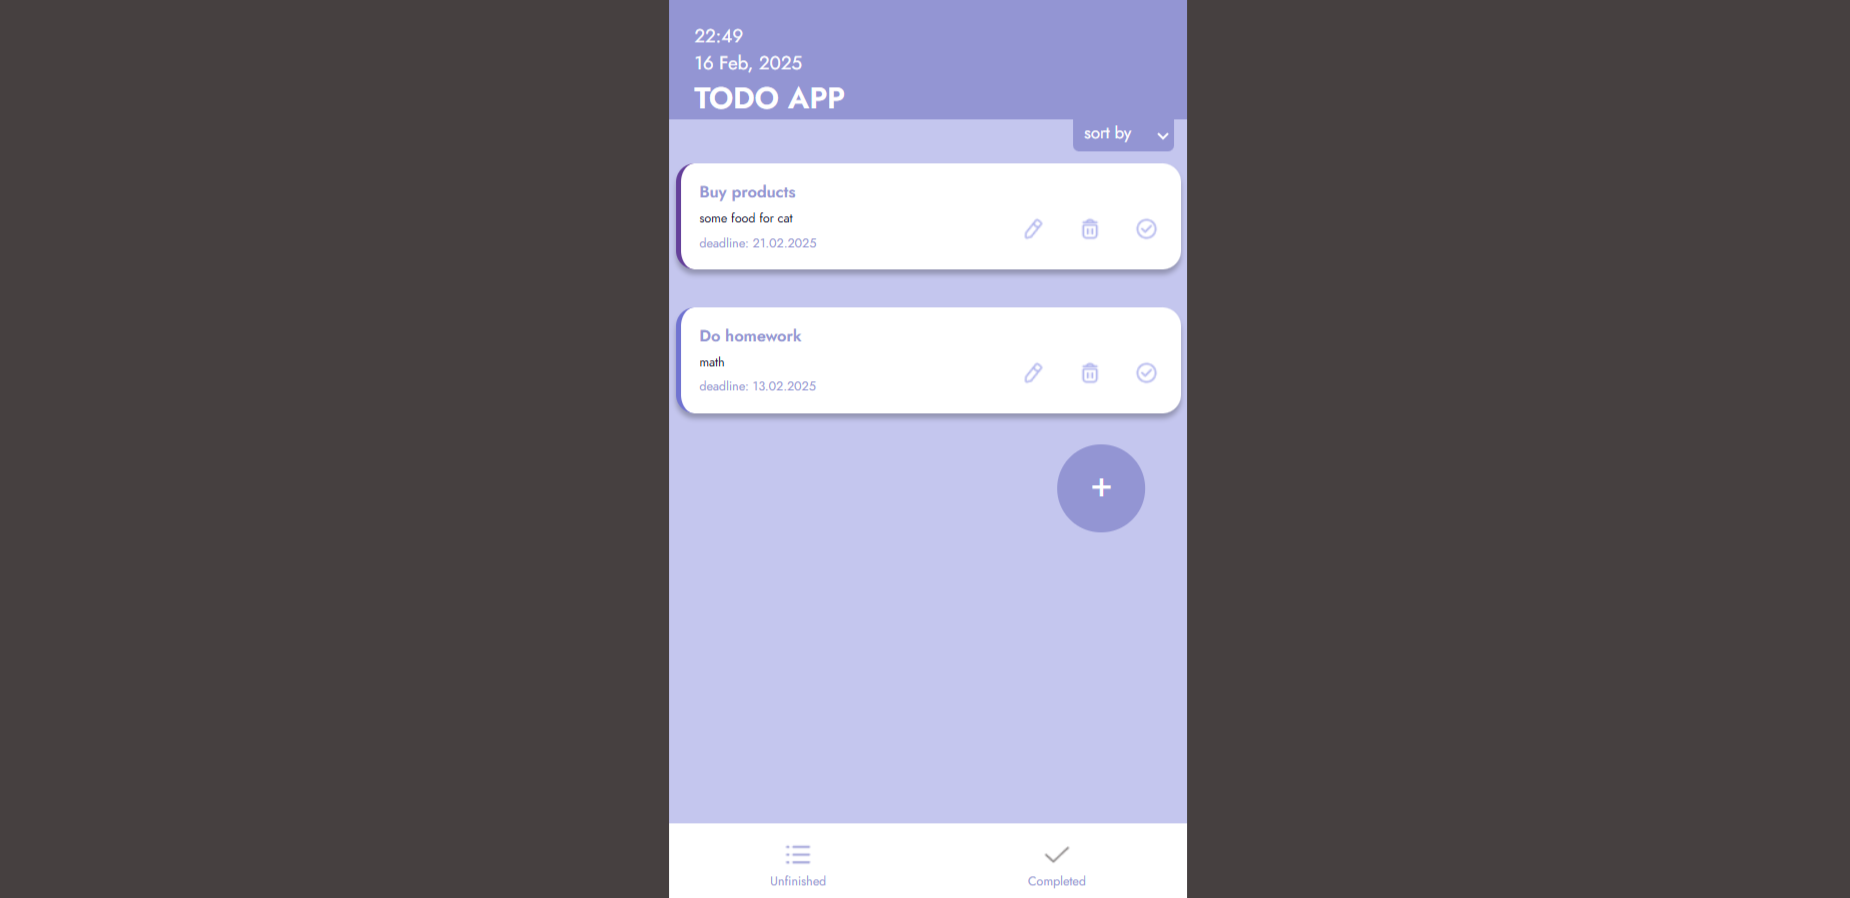 22:49
16 Feb, 2025
TODO APP
sort by
Buy products
some food for cat
deadline: 21.02.2025
Do homework
math
deadline: 13.02.2025
+
Unfinished
Completed